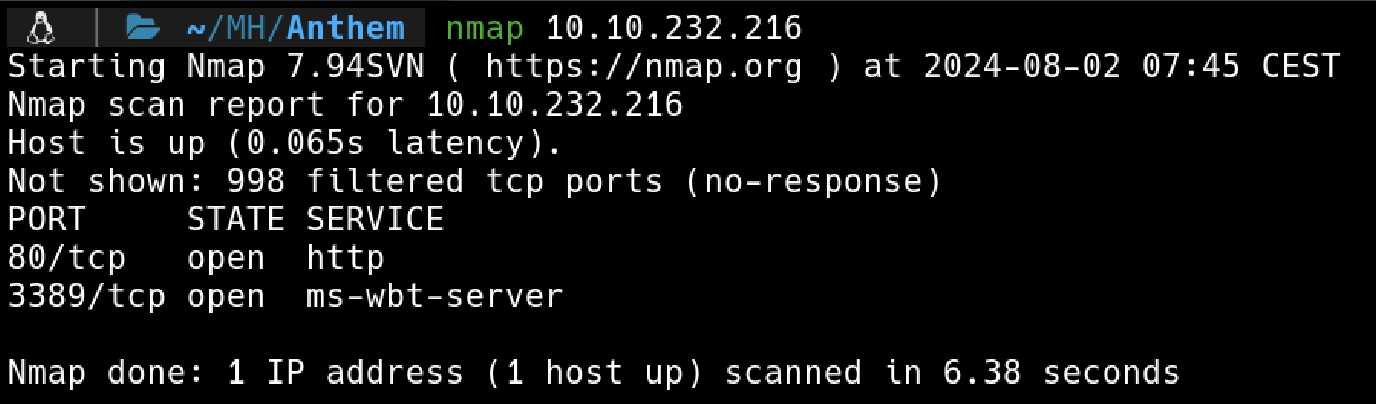 ~/MH/Anthem nmap 10.10.232.216
Starting Nmap 7.94SVN ( https://nmap.org ) at 2024-08-02 07:45 CEST
Nmap scan report for 10.10.232.216
Host is up (0.065s latency).
Not shown: 998 filtered tcp ports (no-response)
PORT     STATE SERVICE
80/tcp   open  http
3389/tcp open  ms-wbt-server
Nmap done: 1 IP address (1 host up) scanned in 6.38 seconds